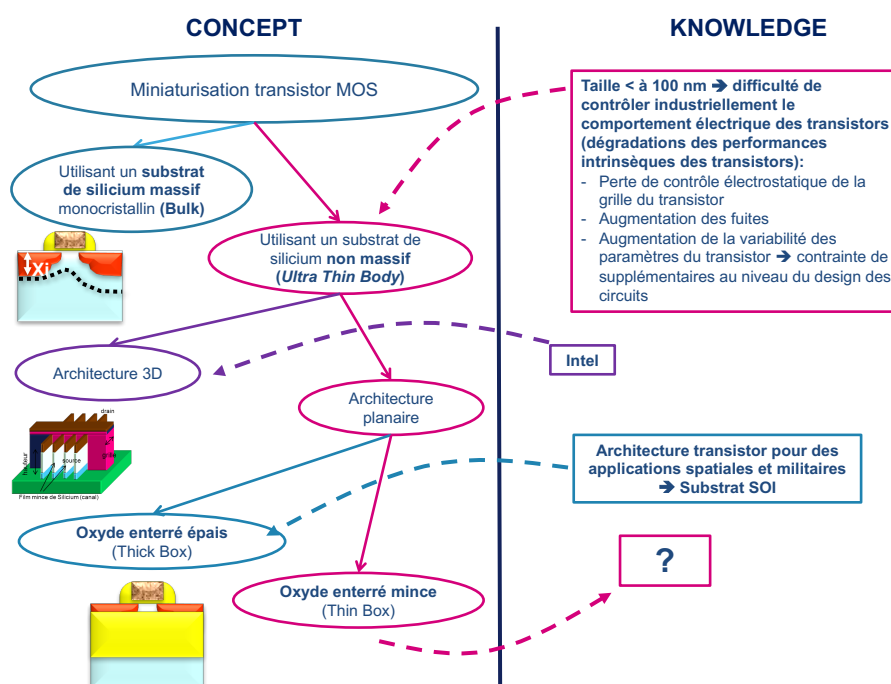 CONCEPT
KNOWLEDGE
Miniaturisation transistor MOS
Taille < à 100 nm ➔ difficulté de
contrôler industriellement le
comportement électrique des transistors
(dégradations des performances
intrinsèques des transistors):
- Perte de contrôle électrostatique de la
grille du transistor
- Augmentation des fuites
- Augmentation de la variabilité des
paramètres du transistor ➔ contrainte de
supplémentaires au niveau du design des
circuits
Utilisant un substrat
de silicium massif
monocristallin (Bulk)
Xj
Utilisant un substrat de
silicium non massif
(Ultra Thin Body)
Intel
Architecture 3D
Architecture
planaire
drain
grille
source
hauteur
Film mince de Silicium (canal)
Architecture transistor pour des
applications spatiales et militaires
➔ Substrat SOI
Oxyde enterré épais
(Thick Box)
?
Oxyde enterré mince
(Thin Box)